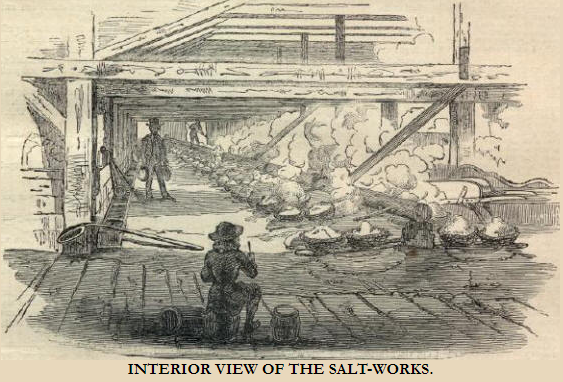 INTERIOR VIEW OF THE SALT-WORKS.